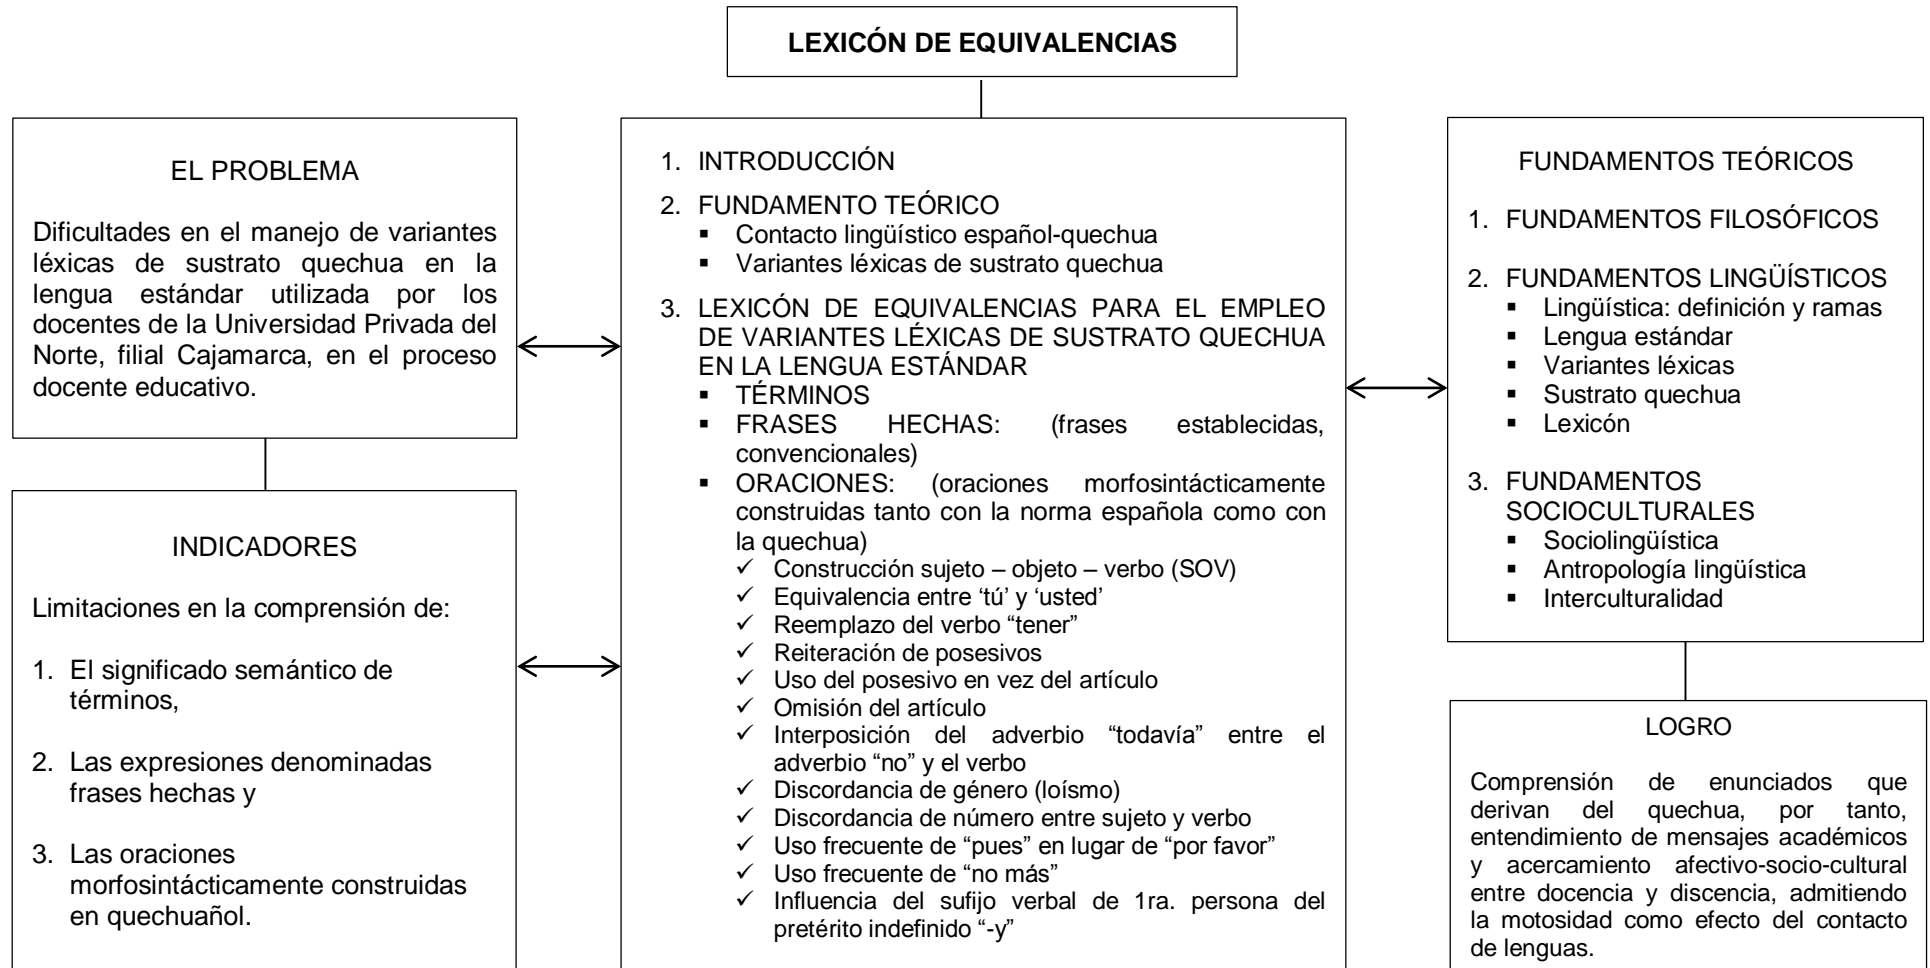 LEXICÓN DE EQUIVALENCIAS
EL PROBLEMA
Dificultades en el manejo de variantes
léxicas de sustrato quechua en la
lengua estándar utilizada por los
docentes de la Universidad Privada del
Norte, filial Cajamarca, en el proceso
docente educativo.
INDICADORES
Limitaciones en la comprensión de:
1. El significado semántico de
términos,
2. Las expresiones denominadas
frases hechas y
3. Las oraciones
morfosintácticamente construidas
en quechuañol.
1. INTRODUCCIÓN
2. FUNDAMENTO TEÓRICO
▪ Contacto lingüístico español-quechua
▪ Variantes léxicas de sustrato quechua
3. LEXICÓN DE EQUIVALENCIAS PARA EL EMPLEO
DE VARIANTES LÉXICAS DE SUSTRATO QUECHUA
EN LA LENGUA ESTÁNDAR
▪ TÉRMINOS
▪ FRASES HECHAS: (frases establecidas,
convencionales)
▪ ORACIONES: (oraciones morfosintácticamente
construidas tanto con la norma española como con
la quechua)
✓ Construcción sujeto – objeto – verbo (SOV)
✓ Equivalencia entre ‘tú’ y ‘usted’
✓ Reemplazo del verbo “tener”
✓ Reiteración de posesivos
✓ Uso del posesivo en vez del artículo
✓ Omisión del artículo
✓ Interposición del adverbio “todavía” entre el
adverbio “no” y el verbo
✓ Discordancia de género (loísmo)
✓ Discordancia de número entre sujeto y verbo
✓ Uso frecuente de “pues” en lugar de “por favor”
✓ Uso frecuente de “no más”
✓ Influencia del sufijo verbal de 1ra. persona del
pretérito indefinido “-y”
FUNDAMENTOS TEÓRICOS
1. FUNDAMENTOS FILOSÓFICOS
2. FUNDAMENTOS LINGÜÍSTICOS
▪ Lingüística: definición y ramas
▪ Lengua estándar
▪ Variantes léxicas
▪ Sustrato quechua
▪ Lexicón
3. FUNDAMENTOS
SOCIOCULTURALES
▪ Sociolingüística
▪ Antropología lingüística
▪ Interculturalidad
LOGRO
Comprensión de enunciados que
derivan del quechua, por tanto,
entendimiento de mensajes académicos
y acercamiento afectivo-socio-cultural
entre docencia y discencia, admitiendo
la motosidad como efecto del contacto
de lenguas.